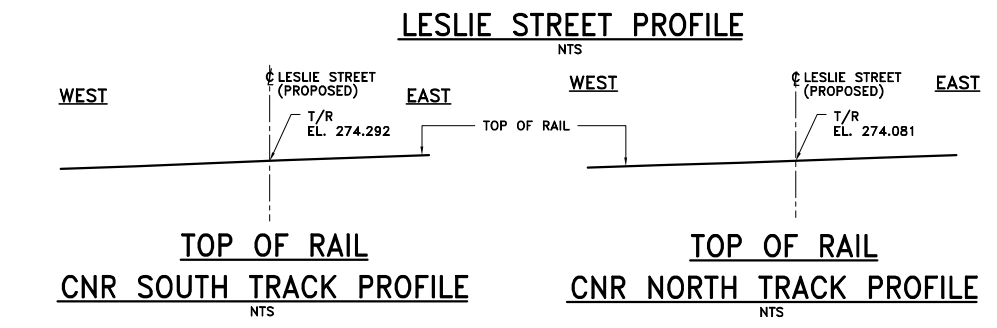 LESLIE STREET PROFILE
NTS
WEST
℄ LESLIE STREET
(PROPOSED)
EAST
T/R
EL. 274.292
TOP OF RAIL
WEST
℄ LESLIE STREET
(PROPOSED)
EAST
T/R
EL. 274.081
TOP OF RAIL
CNR SOUTH TRACK PROFILE
NTS
TOP OF RAIL
CNR NORTH TRACK PROFILE
NTS